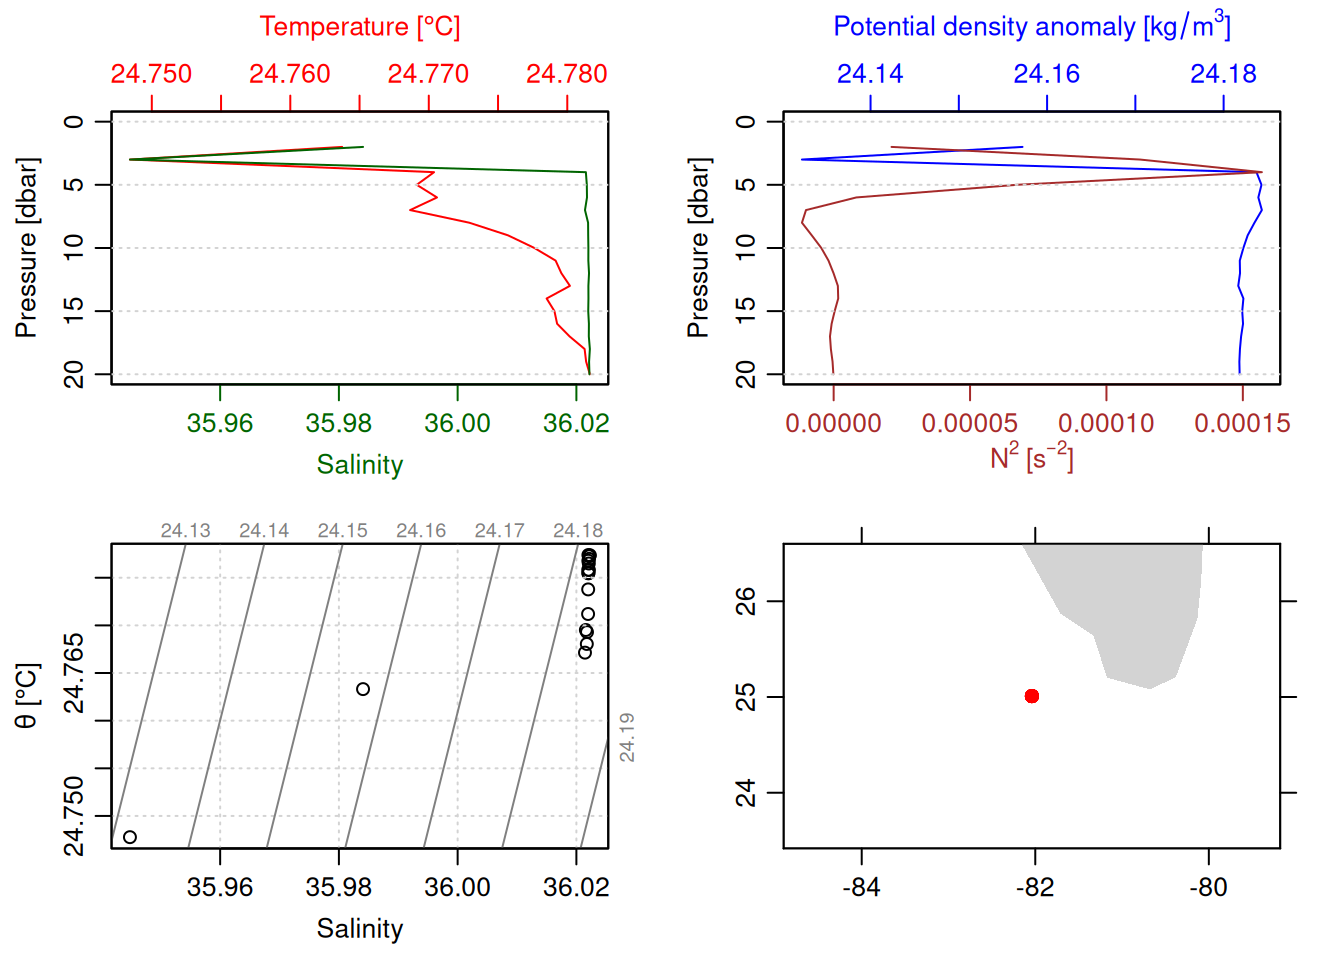 Temperature [°C]
24.750 24.760 24.770 24.780
0
5
10
15
20
Pressure [dbar]
35.96 35.98 36.00 36.02
Salinity
Potential density anomaly [kg/m³]
24.14 24.16 24.18
0
5
10
15
20
Pressure [dbar]
0.00000 0.00005 0.00010 0.00015
N² [s⁻²]
24.13 24.14 24.15 24.16 24.17 24.18
24.19
24.765
24.750
θ [°C]
35.96 35.98 36.00 36.02
Salinity
26
25
24
-84 -82 -80